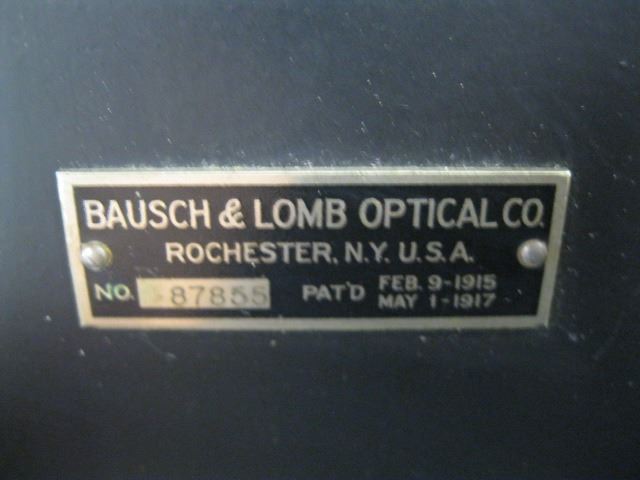 BAUSCH & LOMB OPTICAL CO.
ROCHESTER, N.Y. U.S.A.
NO. 87855 PAT'D FEB. 9-1915
MAY 1-1917